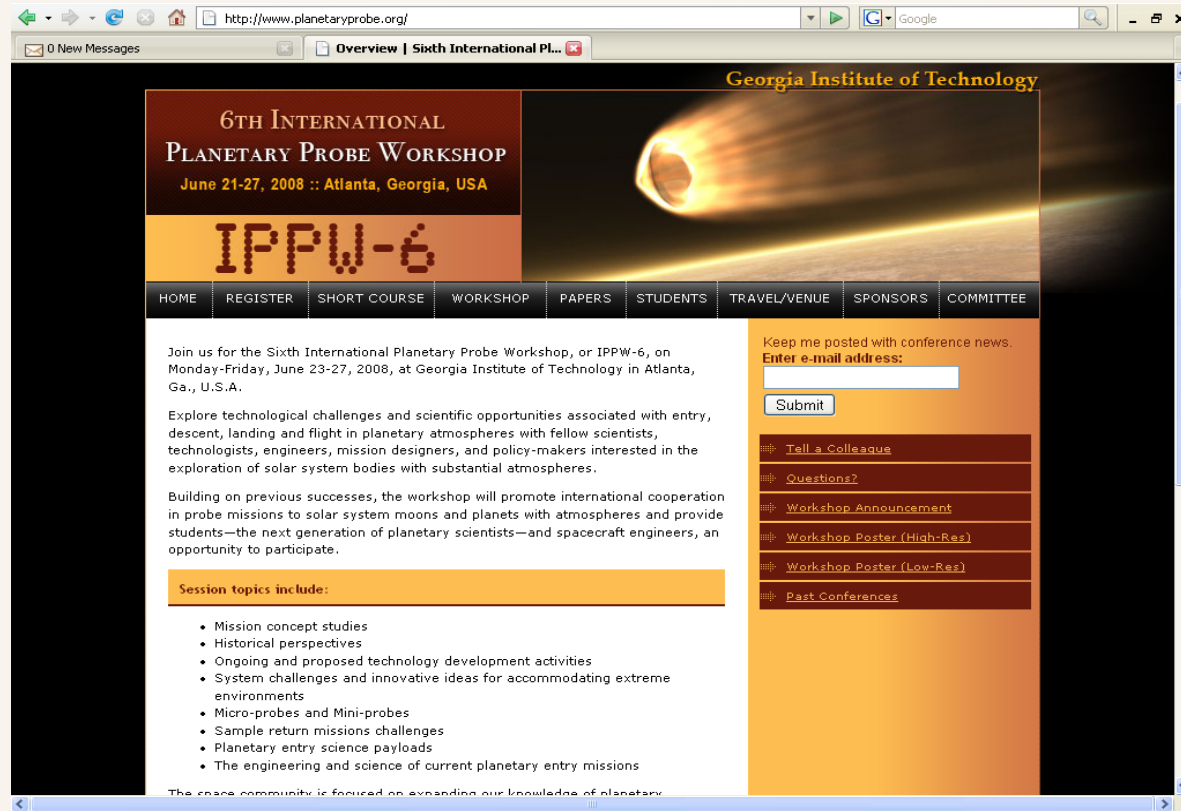 http://www.planetaryprobe.org/
G
Google
0 New Messages
Overview | Sixth International Pl...
Georgia Institute of Technology
6TH INTERNATIONAL
PLANETARY PROBE WORKSHOP
June 21-27, 2008 :: Atlanta, Georgia, USA
IPPW-6
HOME REGISTER SHORT COURSE WORKSHOP PAPERS STUDENTS TRAVEL/VENUE SPONSORS COMMITTEE
Join us for the Sixth International Planetary Probe Workshop, or IPPW-6, on
Monday-Friday, June 23-27, 2008, at Georgia Institute of Technology in Atlanta,
Ga., U.S.A.
Explore technological challenges and scientific opportunities associated with entry,
descent, landing and flight in planetary atmospheres with fellow scientists,
technologists, engineers, mission designers, and policy-makers interested in the
exploration of solar system bodies with substantial atmospheres.
Building on previous successes, the workshop will promote international cooperation
in probe missions to solar system moons and planets with atmospheres and provide
students—the next generation of planetary scientists—and spacecraft engineers, an
opportunity to participate.
Session topics include:
• Mission concept studies
• Historical perspectives
• Ongoing and proposed technology development activities
• System challenges and innovative ideas for accommodating extreme
environments
• Micro-probes and Mini-probes
• Sample return missions challenges
• Planetary entry science payloads
• The engineering and science of current planetary entry missions
The space community is focused on expanding our knowledge of planetary
Keep me posted with conference news.
Enter e-mail address:
Submit
Tell a Colleague
Questions?
Workshop Announcement
Workshop Poster (High-Res)
Workshop Poster (Low-Res)
Past Conferences